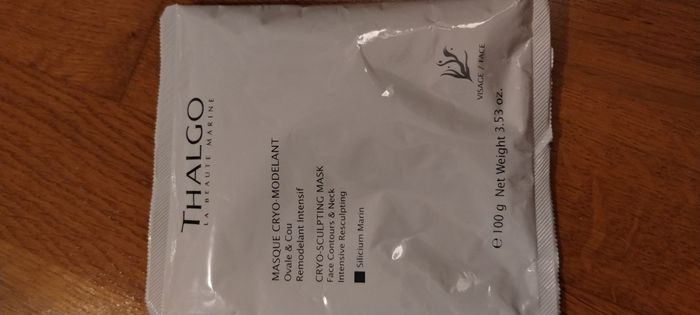 THALGO
LA BEAUTE MARINE
MASQUE CRYO-MODELANT
Ovale & Cou
Remodelant Intensif
CRYO-SCULPTING MASK
Face Contours & Neck
Intensive Resculpting
Silicium Marin
VISAGE / FACE
℮ 100 g Net Weight 3.53 oz.